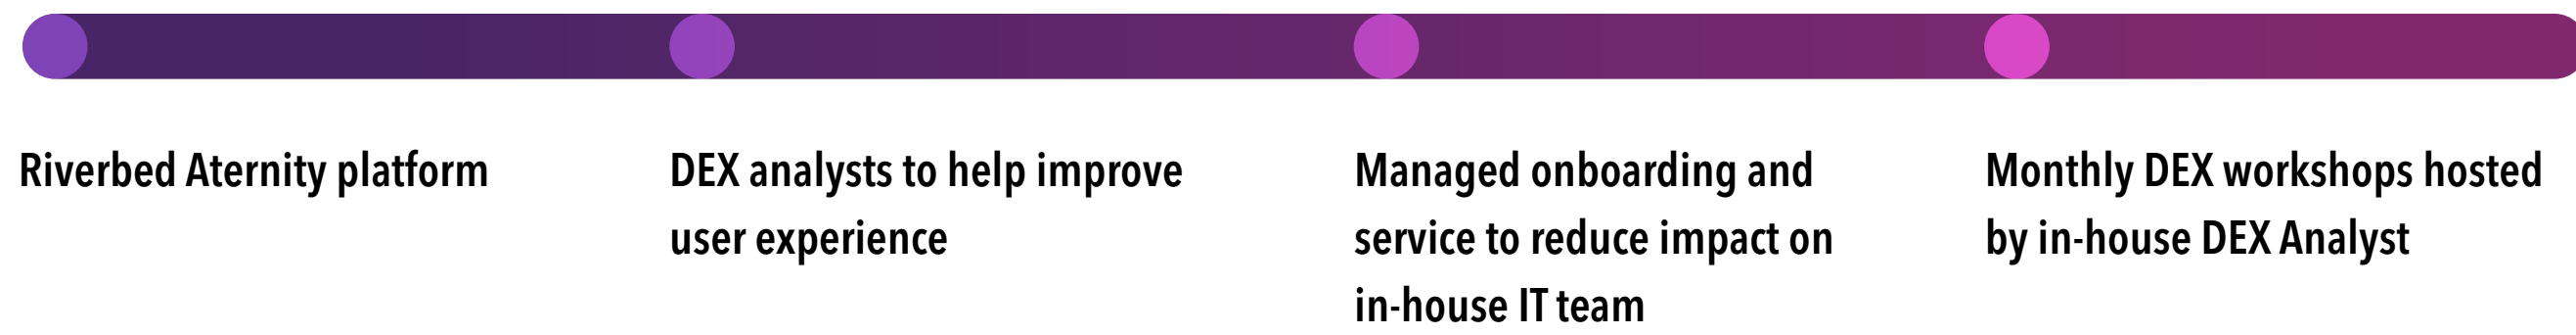 Riverbed Aternity platform
DEX analysts to help improve
user experience
Managed onboarding and
service to reduce impact on
in-house IT team
Monthly DEX workshops hosted
by in-house DEX Analyst